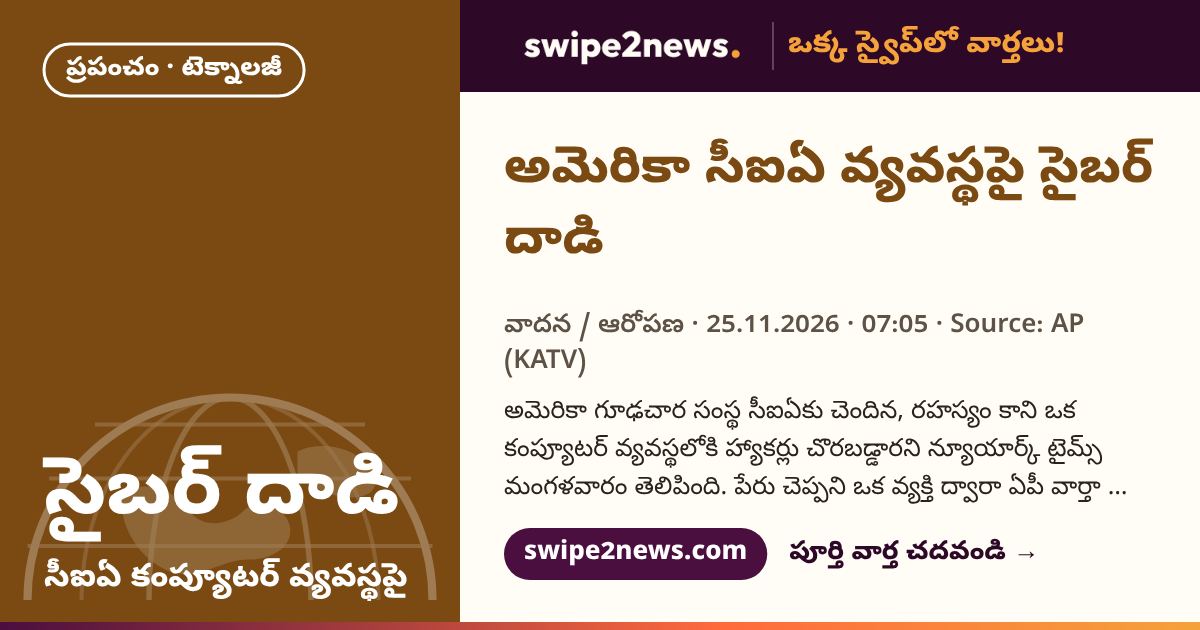 ప్రపంచం · టెక్నాలజీ
సైబర్ దాడి
సీఐఏ కంప్యూటర్ వ్యవస్థపై
swipe2news.
ఒక్క స్వైప్‌లో వార్తలు!
అమెరికా సీఐఏ వ్యవస్థపై సైబర్
దాడి
వాదన / ఆరోపణ · 25.11.2026 · 07:05 · Source: AP
(KATV)
అమెరికా గూఢచార సంస్థ సీఐఏకు చెందిన, రహస్యం కాని ఒక
కంప్యూటర్ వ్యవస్థలోకి హ్యాకర్లు చొరబడ్డారని న్యూయార్క్ టైమ్స్
మంగళవారం తెలిపింది. పేరు చెప్పని ఒక వ్యక్తి ద్వారా ఏపీ వార్తా ...
swipe2news.com
పూర్తి వార్త చదవండి →